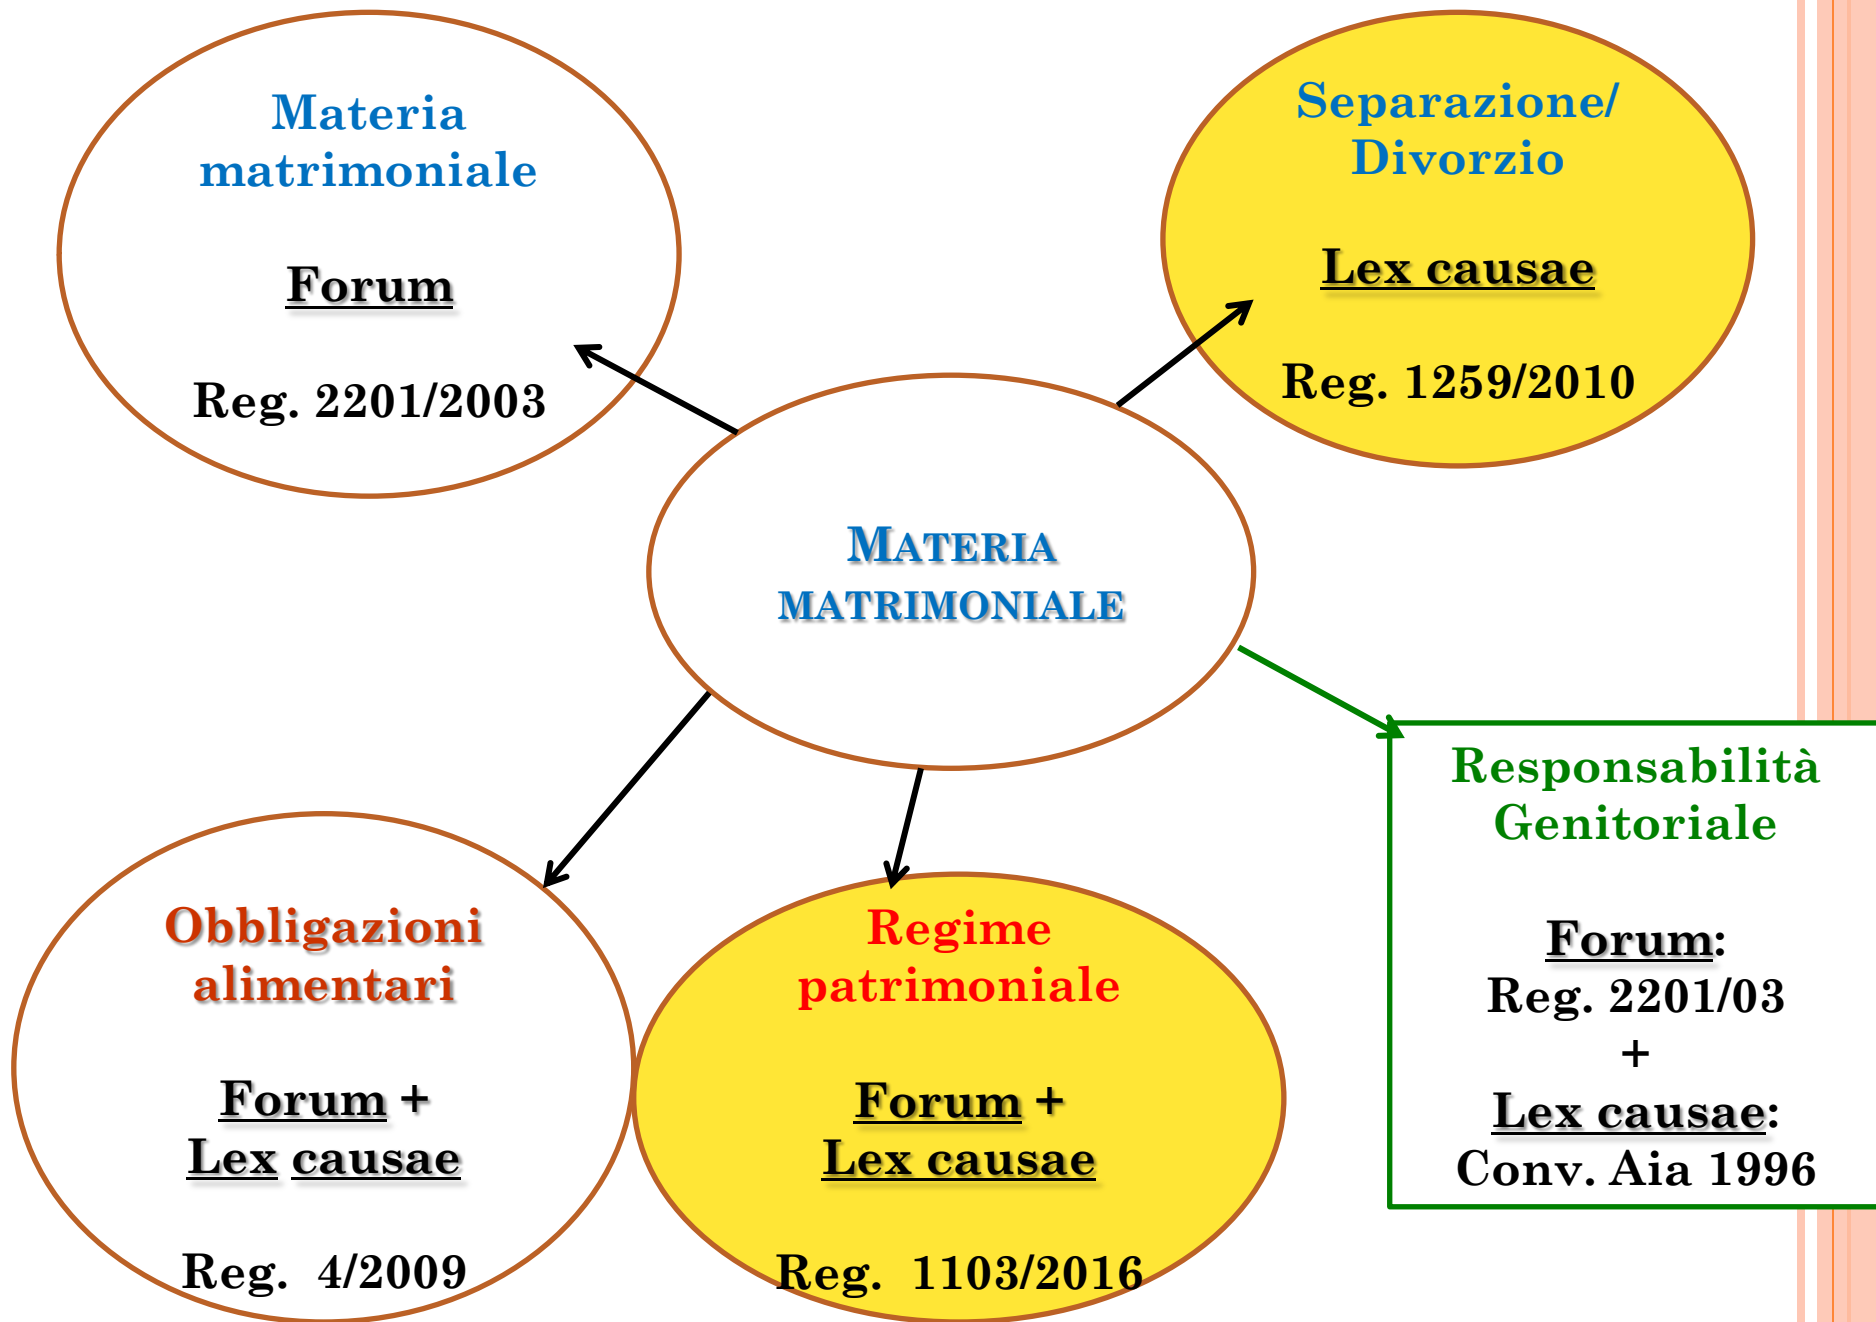 Materia
matrimoniale
Forum
Reg. 2201/2003
Separazione/
Divorzio
Lex causae
Reg. 1259/2010
MATERIA
MATRIMONIALE
Obbligazioni
alimentari
Forum +
Lex causae
Reg. 4/2009
Regime
patrimoniale
Forum +
Lex causae
Reg. 1103/2016
Responsabilità
Genitoriale
Forum:
Reg. 2201/03
+
Lex causae:
Conv. Aia 1996